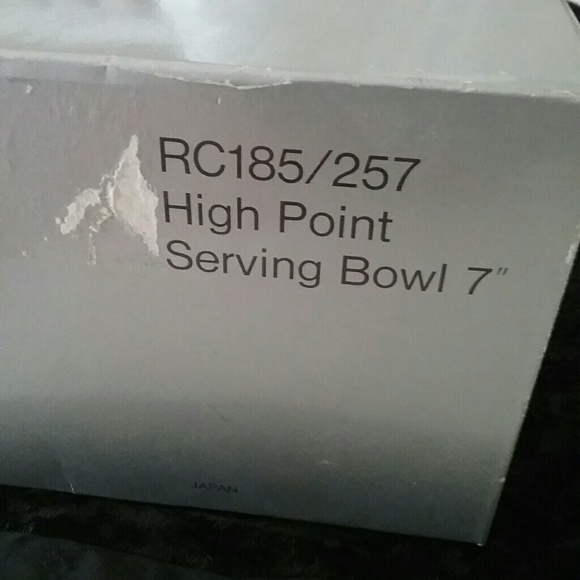 RC185/257
High Point
Serving Bowl 7"
JAPAN